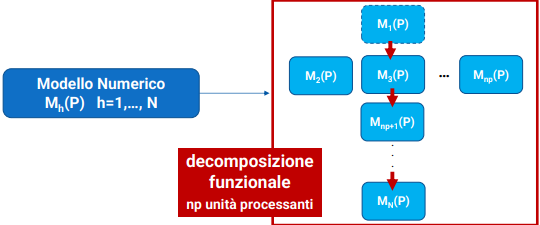 Modello Numerico
Mh(P) h=1,..., N
M1(P)
M2(P)
M3(P)
...
Mnp(P)
Mnp+1(P)
MN(P)
decomposizione
funzionale
np unità processanti